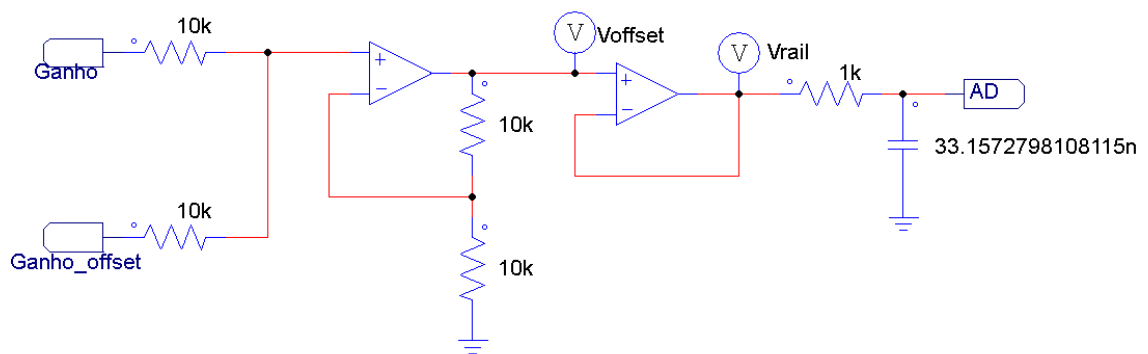 10k
Ganho
+
−
V
Voffset
10k
+
−
V
Vrail
1k
AD
33.1572798108115n
10k
Ganho_offset
10k